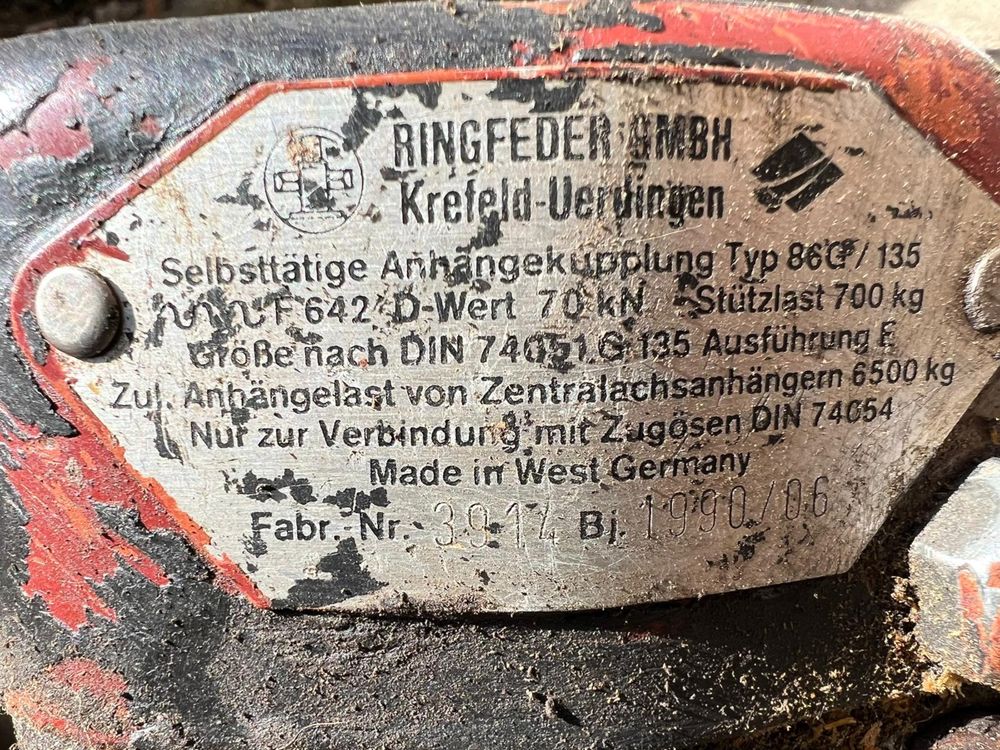 RINGFEDER GMBH
Krefeld-Uerdingen
Selbsttätige Anhängekupplung Typ 86G/135
F 642 D-Wert 70 kN Stützlast 700 kg
Größe nach DIN 74051 G 135 Ausführung E
Zul. Anhängelast von Zentralachsanhängern 6500 kg
Nur zur Verbindung mit Zugösen DIN 74054
Made in West Germany
Fabr.-Nr. 3914 Bj. 1990/06